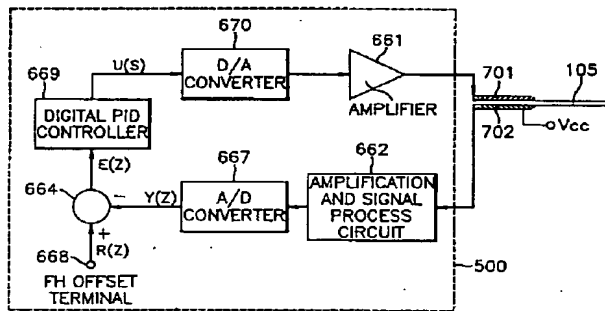 670
661
669
U(S)
D/A
CONVERTER
701
105
DIGITAL PID
CONTROLLER
AMPLIFIER
702
Vcc
E(Z)
667
662
664
−
Y(Z)
A/D
CONVERTER
AMPLIFICATION
AND SIGNAL
PROCESS
CIRCUIT
+
R(Z)
668
500
FH OFFSET
TERMINAL